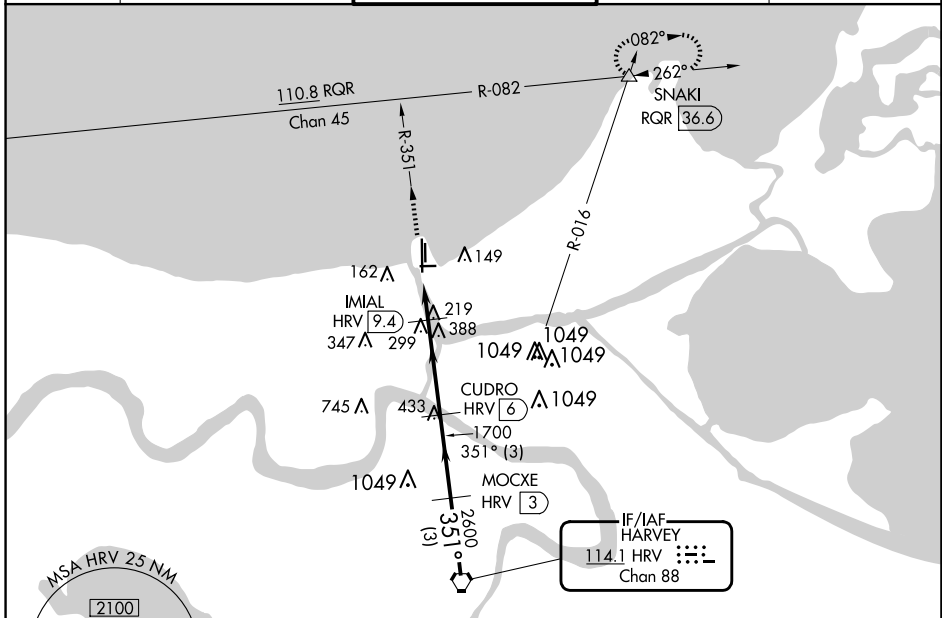 082°
262°
SNAKI
RQR 36.6
110.8 RQR
R-082
Chan 45
R-351
R-016
149
162
IMIAL
HRV 9.4
219
388
299
347
1049
1049
1049
CUDRO
HRV 6
1049
745
433
1700
351° (3)
1049
MOCXE
HRV 3
2600
351°
(3)
IF/IAF
HARVEY
114.1 HRV
Chan 88
MSA HRV 25 NM
2100